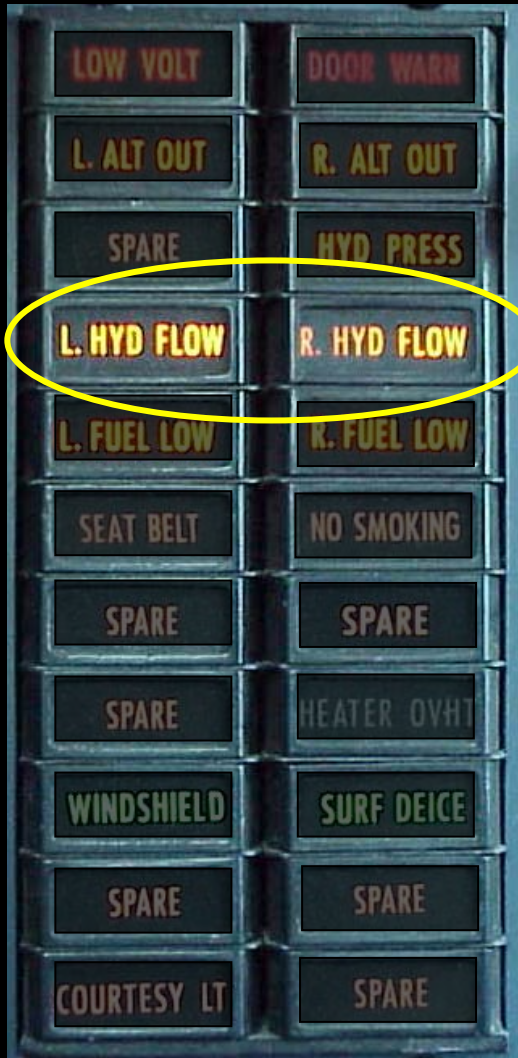 LOW VOLT DOOR WARN
L. ALT OUT R. ALT OUT
SPARE HYD PRESS
L. HYD FLOW R. HYD FLOW
L. FUEL LOW R. FUEL LOW
SEAT BELT NO SMOKING
SPARE SPARE
SPARE HEATER OVHT
WINDSHIELD SURF DEICE
SPARE SPARE
COURTESY LT SPARE